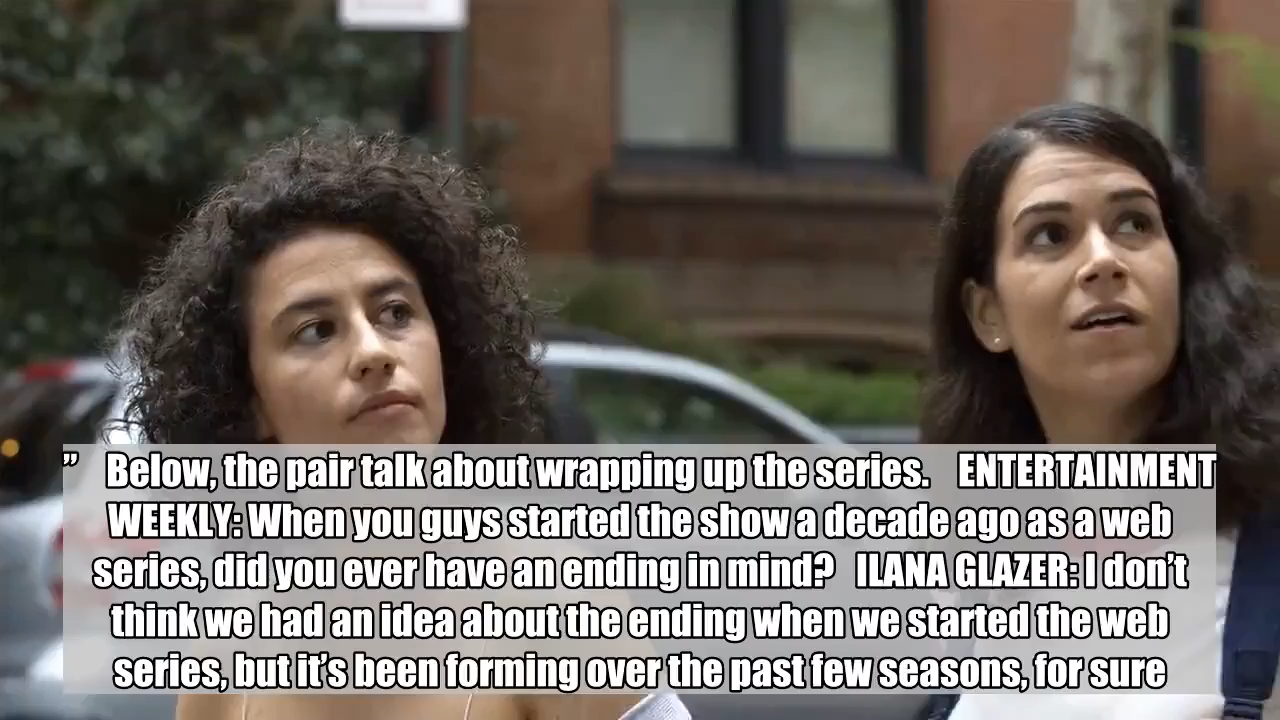 ”    Below, the pair talk about wrapping up the series.    ENTERTAINMENT
WEEKLY: When you guys started the show a decade ago as a web
series, did you ever have an ending in mind?   ILANA GLAZER: I don’t
think we had an idea about the ending when we started the web
series, but it’s been forming over the past few seasons, for sure